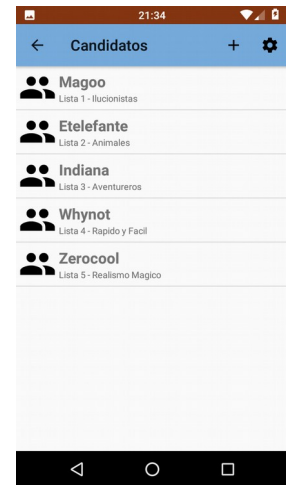 21:34
Candidatos
Magoo
Lista 1 - Ilucionistas
Etelefante
Lista 2 - Animales
Indiana
Lista 3 - Aventureros
Whynot
Lista 4 - Rapido y Facil
Zerocool
Lista 5 - Realismo Magico